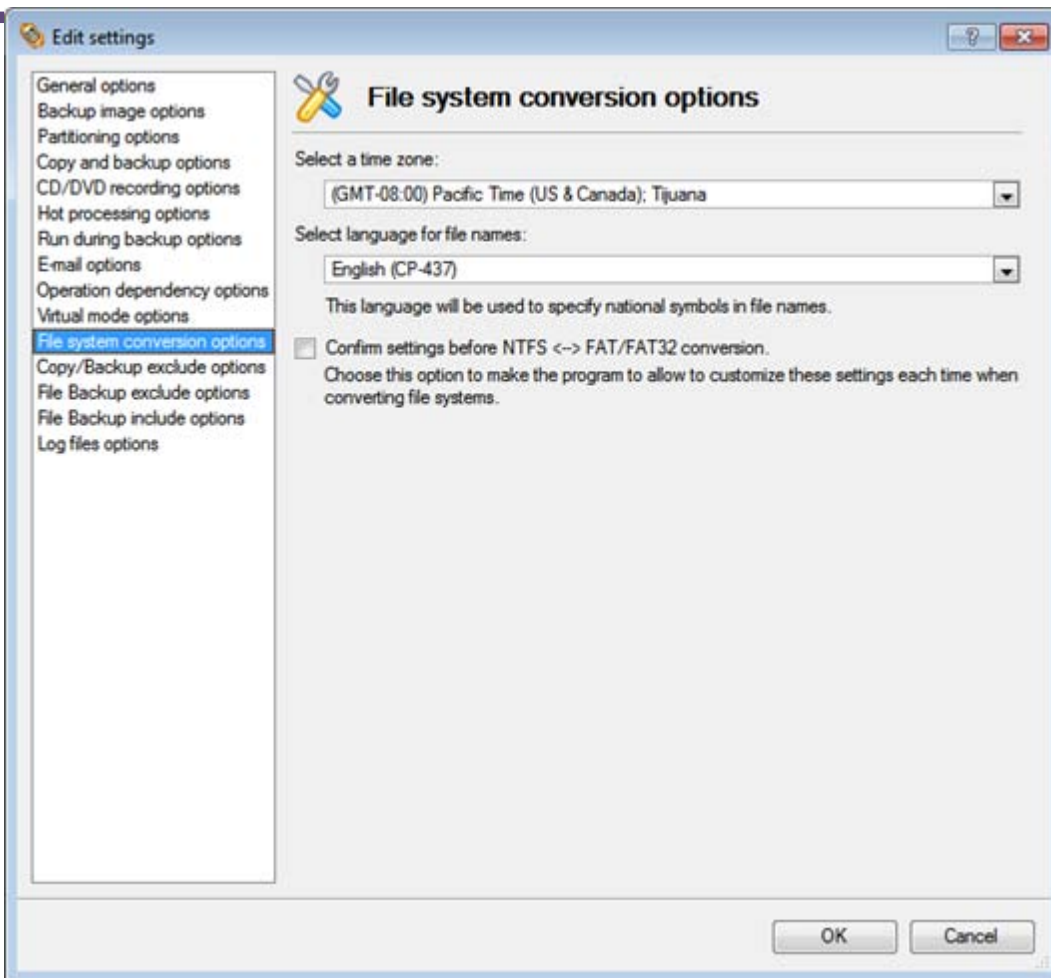 Edit settings
General options
Backup image options
Partitioning options
Copy and backup options
CD/DVD recording options
Hot processing options
Run during backup options
E-mail options
Operation dependency options
Virtual mode options
File system conversion options
Copy/Backup exclude options
File Backup exclude options
File Backup include options
Log files options
File system conversion options
Select a time zone:
(GMT-08:00) Pacific Time (US & Canada); Tijuana
Select language for file names:
English (CP-437)
This language will be used to specify national symbols in file names.
Confirm settings before NTFS <--> FAT/FAT32 conversion.
Choose this option to make the program to allow to customize these settings each time when
converting file systems.
OK
Cancel